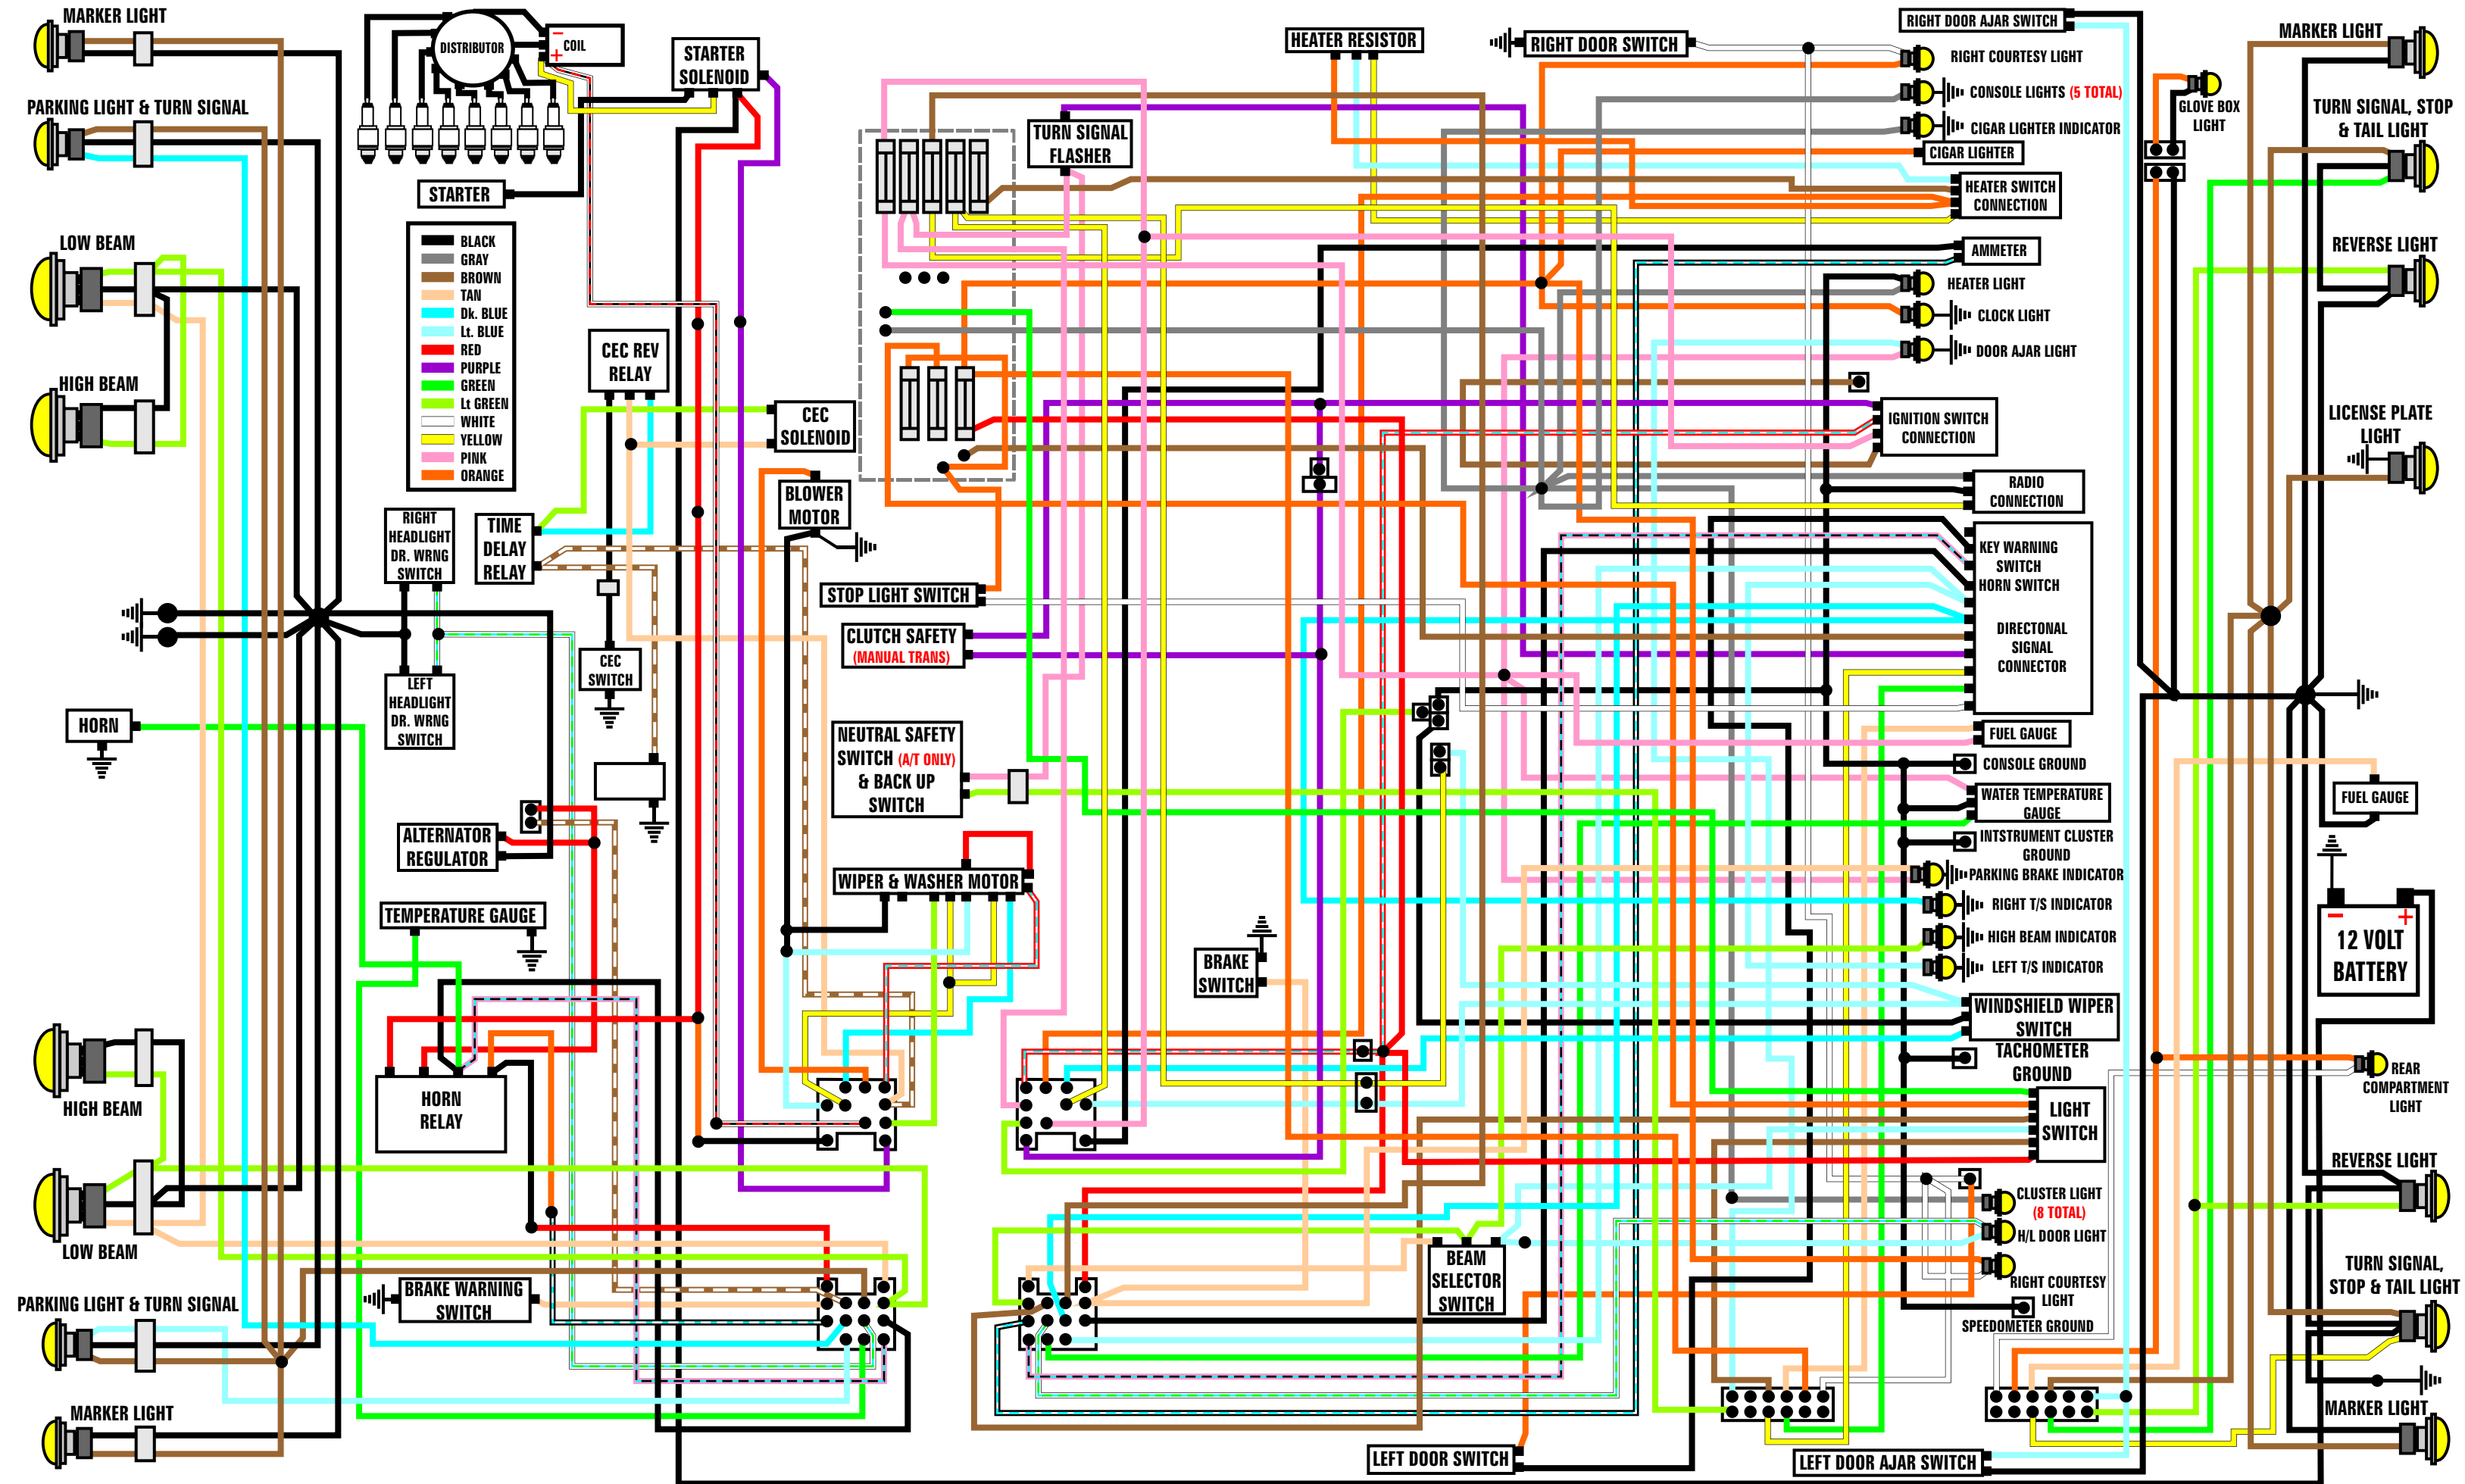 MARKER LIGHT
PARKING LIGHT & TURN SIGNAL
LOW BEAM
HIGH BEAM
DISTRIBUTOR
−
+
COIL
STARTER
SOLENOID
STARTER
BLACK
GRAY
BROWN
TAN
Dk. BLUE
Lt. BLUE
RED
PURPLE
GREEN
Lt GREEN
WHITE
YELLOW
PINK
ORANGE
CEC REV
RELAY
CEC
SOLENOID
BLOWER
MOTOR
RIGHT
HEADLIGHT
DR. WRNG
SWITCH
TIME
DELAY
RELAY
STOP LIGHT SWITCH
CLUTCH SAFETY
(MANUAL TRANS)
CEC
SWITCH
LEFT
HEADLIGHT
DR. WRNG
SWITCH
HORN
NEUTRAL SAFETY
SWITCH (A/T ONLY)
& BACK UP
SWITCH
ALTERNATOR
REGULATOR
WIPER & WASHER MOTOR
TEMPERATURE GAUGE
HORN
RELAY
HIGH BEAM
LOW BEAM
BRAKE WARNING
SWITCH
PARKING LIGHT & TURN SIGNAL
MARKER LIGHT
TURN SIGNAL
FLASHER
HEATER RESISTOR
BRAKE
SWITCH
BEAM
SELECTOR
SWITCH
LEFT DOOR SWITCH
RIGHT DOOR SWITCH
RIGHT DOOR AJAR SWITCH
RIGHT COURTESY LIGHT
CONSOLE LIGHTS (5 TOTAL)
CIGAR LIGHTER INDICATOR
CIGAR LIGHTER
HEATER SWITCH
CONNECTION
AMMETER
HEATER LIGHT
CLOCK LIGHT
DOOR AJAR LIGHT
IGNITION SWITCH
CONNECTION
RADIO
CONNECTION
KEY WARNING
SWITCH
HORN SWITCH
DIRECTONAL
SIGNAL
CONNECTOR
FUEL GAUGE
CONSOLE GROUND
WATER TEMPERATURE
GAUGE
INTSTRUMENT CLUSTER
GROUND
PARKING BRAKE INDICATOR
RIGHT T/S INDICATOR
HIGH BEAM INDICATOR
LEFT T/S INDICATOR
WINDSHIELD WIPER
SWITCH
TACHOMETER
GROUND
LIGHT
SWITCH
CLUSTER LIGHT
(8 TOTAL)
H/L DOOR LIGHT
RIGHT COURTESY
LIGHT
SPEEDOMETER GROUND
LEFT DOOR AJAR SWITCH
GLOVE BOX
LIGHT
MARKER LIGHT
TURN SIGNAL, STOP
& TAIL LIGHT
REVERSE LIGHT
LICENSE PLATE
LIGHT
FUEL GAUGE
−
+
12 VOLT
BATTERY
REAR
COMPARTMENT
LIGHT
REVERSE LIGHT
TURN SIGNAL,
STOP & TAIL LIGHT
MARKER LIGHT